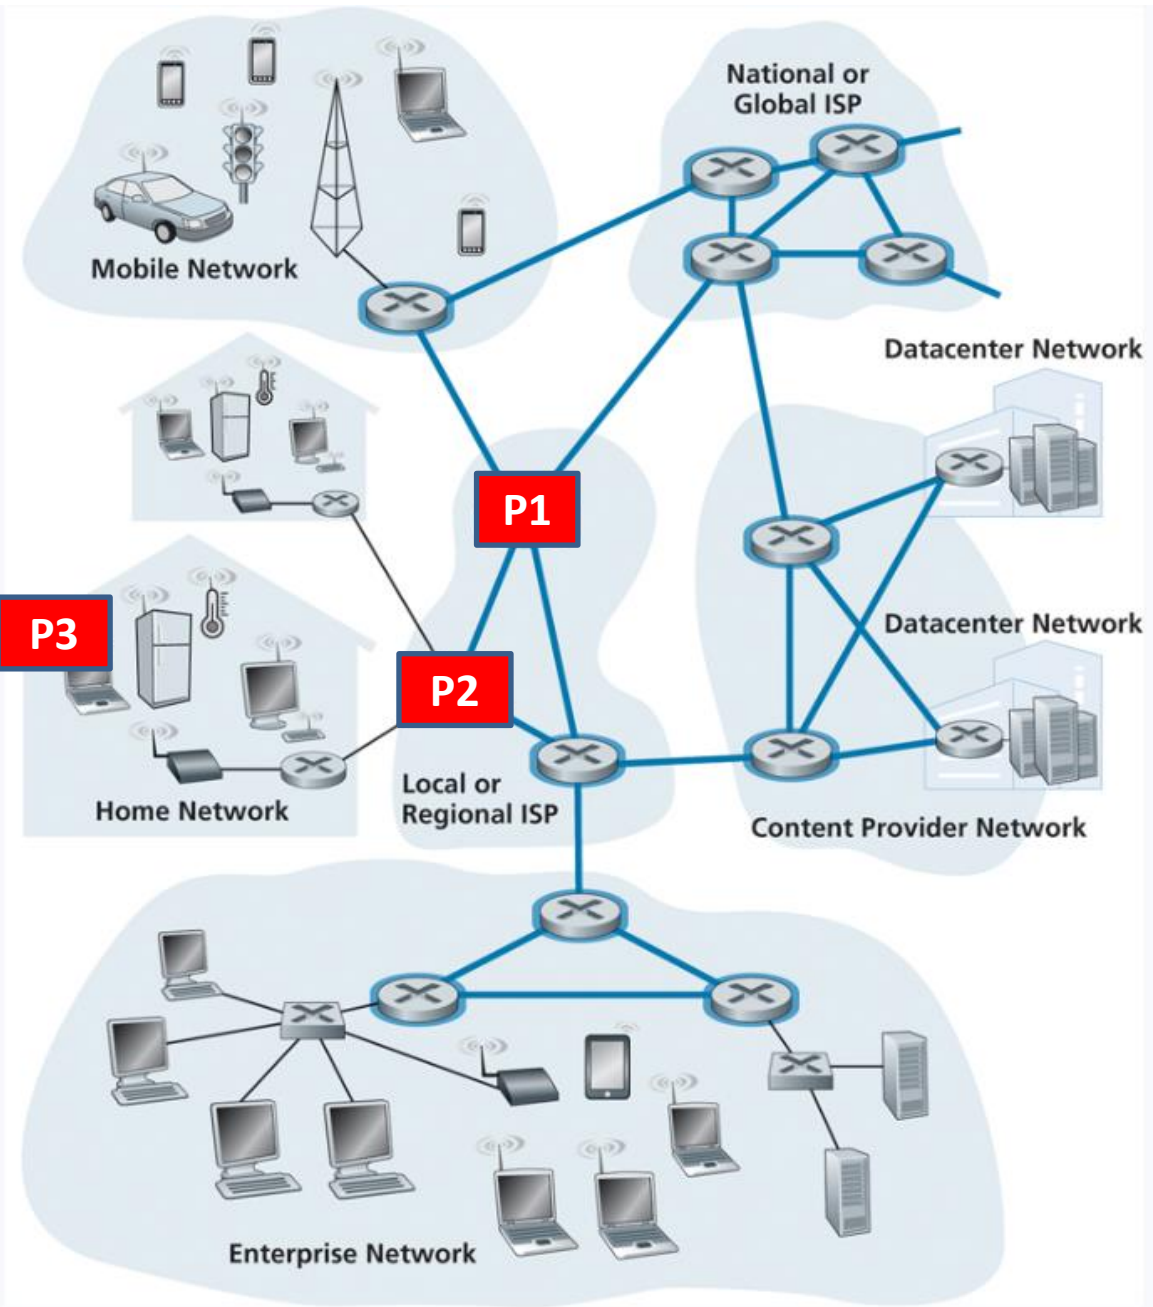 National or
Global ISP
Mobile Network
Datacenter Network
P1
Datacenter Network
P3
P2
Local or
Regional ISP
Home Network
Content Provider Network
Enterprise Network